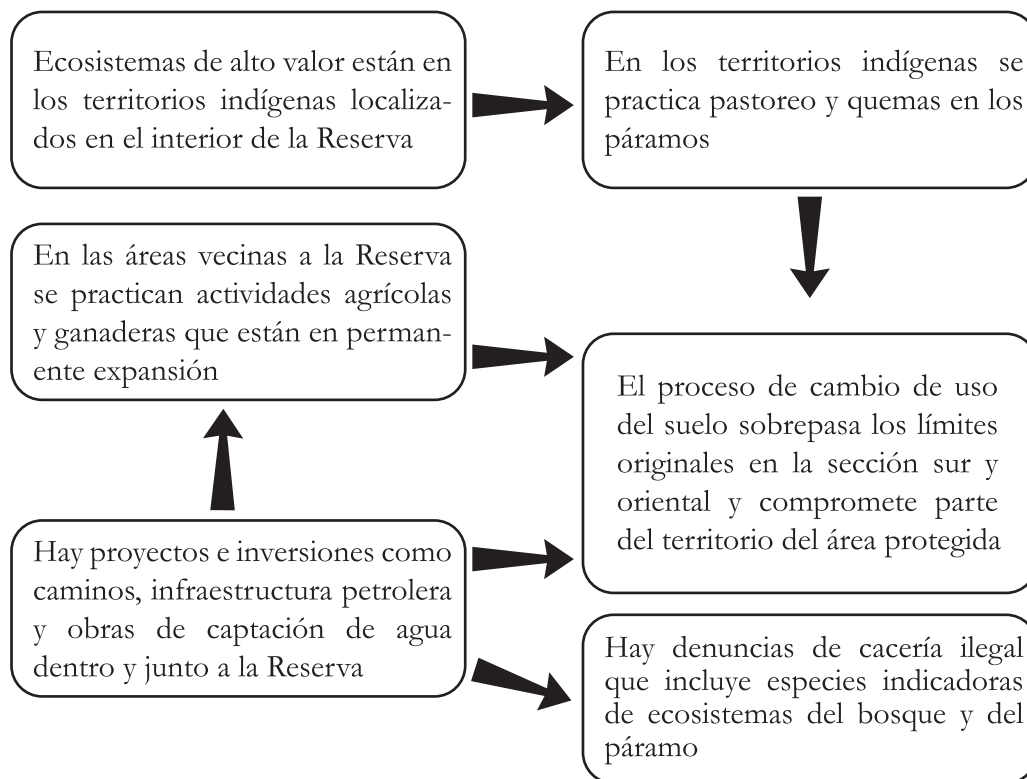 Ecosistemas de alto valor están en
los territorios indígenas localiza-
dos en el interior de la Reserva
En los territorios indígenas se
practica pastoreo y quemas en los
páramos
En las áreas vecinas a la Reserva
se practican actividades agrícolas
y ganaderas que están en perman-
ente expansión
El proceso de cambio de uso
del suelo sobrepasa los límites
originales en la sección sur y
oriental y compromete parte
del territorio del área protegida
Hay proyectos e inversiones como
caminos, infraestructura petrolera
y obras de captación de agua
dentro y junto a la Reserva
Hay denuncias de cacería ilegal
que incluye especies indicadoras
de ecosistemas del bosque y del
páramo